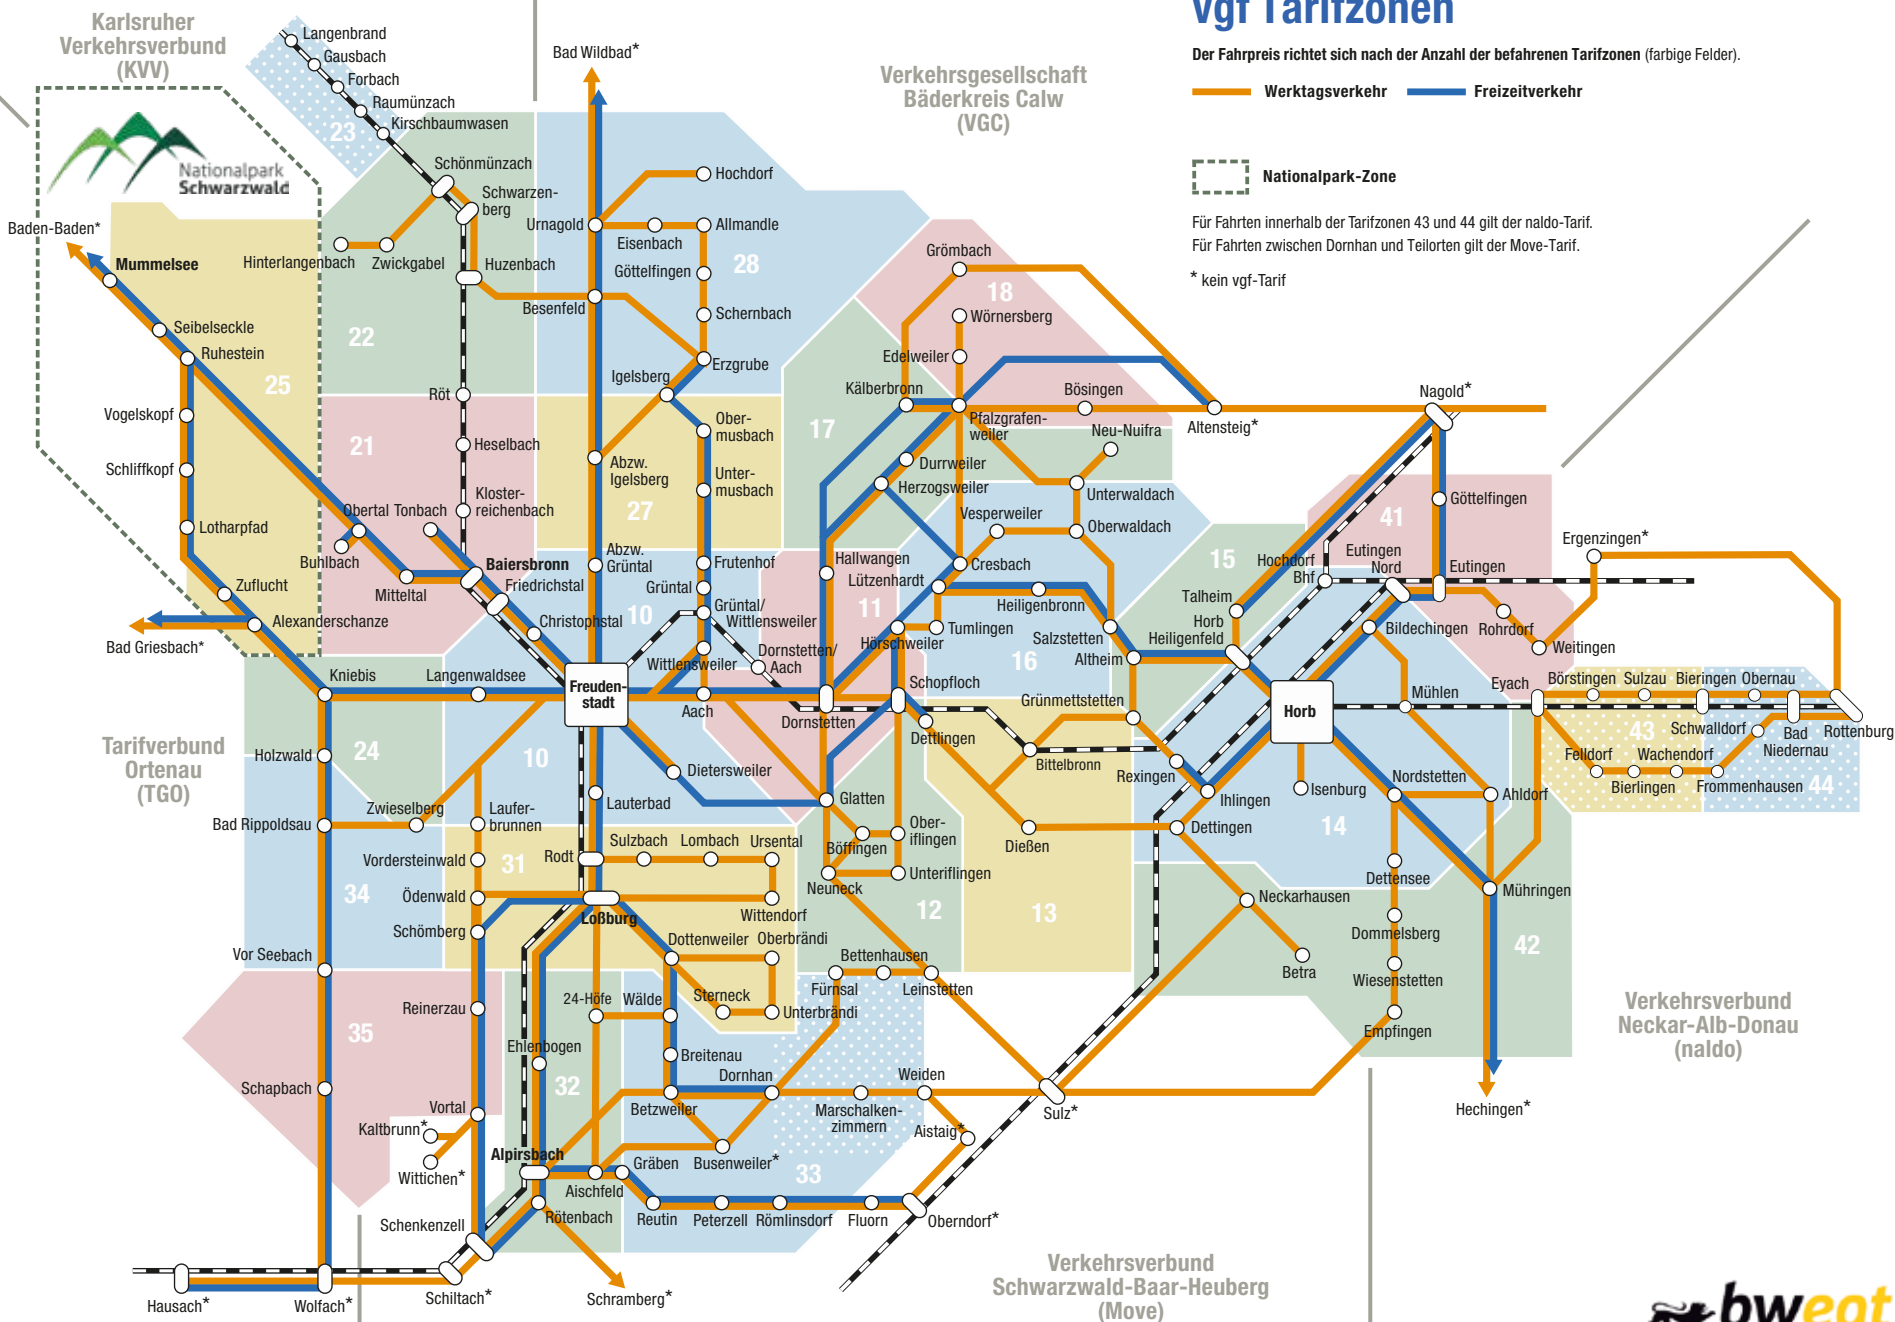 vgf Tarifzonen
Der Fahrpreis richtet sich nach der Anzahl der befahrenen Tarifzonen (farbige Felder).
Werktagsverkehr
Freizeitverkehr
Nationalpark-Zone
Für Fahrten innerhalb der Tarifzonen 43 und 44 gilt der naldo-Tarif.
Für Fahrten zwischen Dornhan und Teilorten gilt der Move-Tarif.
* kein vgf-Tarif
Karlsruher
Verkehrsverbund
(KVV)
Verkehrsgesellschaft
Bäderkreis Calw
(VGC)
Tarifverbund
Ortenau
(TGO)
Verkehrsverbund
Neckar-Alb-Donau
(naldo)
Verkehrsverbund
Schwarzwald-Baar-Heuberg
(Move)
Nationalpark
Schwarzwald
Langenbrand
Gausbach
Forbach
Raumünzach
Kirschbaumwasen
23
Schönmünzach
Schwarzen-
berg
Hinterlangenbach
Zwickgabel
Huzenbach
22
Röt
Baden-Baden*
Mummelsee
Seibelseckle
Ruhestein
25
Vogelskopf
Schliffkopf
Lotharpfad
Zuflucht
Alexanderschanze
Bad Griesbach*
21
Heselbach
Kloster-
reichenbach
Obertal
Tonbach
Buhlbach
Mitteltal
Baiersbronn
Friedrichstal
Christophstal
Bad Wildbad*
Hochdorf
Urnagold
Eisenbach
Allmandle
Göttelfingen
28
Besenfeld
Schernbach
Erzgrube
Igelsberg
Abzw.
Igelsberg
Ober-
musbach
Unter-
musbach
27
Abzw.
Grüntal
Frutenhof
Grüntal
10
Grüntal/
Wittlensweiler
Wittlensweiler
Dornstetten/
Aach
Freuden-
stadt
Aach
Dornstetten
Kniebis
Langenwaldsee
24
10
Holzwald
Zwieselberg
Bad Rippoldsau
34
Vor Seebach
35
Schapbach
Wolfach*
Hausach*
Schiltach*
Schenkenzell
Laufer-
brunnen
Vordersteinwald
31
Ödenwald
Schömberg
Reinerzau
Vortal
Kaltbrunn*
Wittichen*
Lauterbad
Dietersweiler
Rodt
Sulzbach
Lombach
Ursental
Loßburg
Wittendorf
Dottenweiler
Oberbrändi
Sterneck
Unterbrändi
24-Höfe
Wälde
Ehlenbogen
Breitenau
32
Betzweiler
Dornhan
Alpirsbach
Aischfeld
Gräben
Busenweiler*
Rötenbach
Schramberg*
Reutin
Peterzell
Römlinsdorf
Fluorn
Oberndorf*
33
Marschalken-
zimmern
Weiden
Aistaig*
Sulz*
Fürnsal
Bettenhausen
Leinstetten
12
Neuneck
Unteriflingen
Böffingen
Ober-
iflingen
Glatten
Grömbach
18
Wörnersberg
Edelweiler
Kälberbronn
Pfalzgrafen-
weiler
Bösingen
Altensteig*
17
Neu-Nuifra
Durrweiler
Herzogsweiler
Unterwaldach
Vesperweiler
Oberwaldach
Hallwangen
Lützenhardt
Cresbach
11
Heiligenbronn
Hörschweiler
Tumlingen
16
Salzstetten
Altheim
Schopfloch
Dettlingen
Grünmettstetten
Bittelbronn
Dießen
13
Nagold*
Göttelfingen
41
15
Hochdorf
Bhf
Eutingen
Nord
Eutingen
Ergenzingen*
Talheim
Horb
Heiligenfeld
Bildechingen
Rohrdorf
Weitingen
Horb
Mühlen
Eyach
Börstingen
Sulzau
Bieringen
Obernau
Schwalldorf
Bad
Niedernau
Rottenburg
43
Felldorf
Wachendorf
Bierlingen
Frommenhausen
44
Rexingen
Ihlingen
Isenburg
Nordstetten
Ahldorf
Dettingen
14
Dettensee
Mühringen
Neckarhausen
Dommelsberg
Betra
Wiesenstetten
42
Empfingen
Hechingen*
bwegt